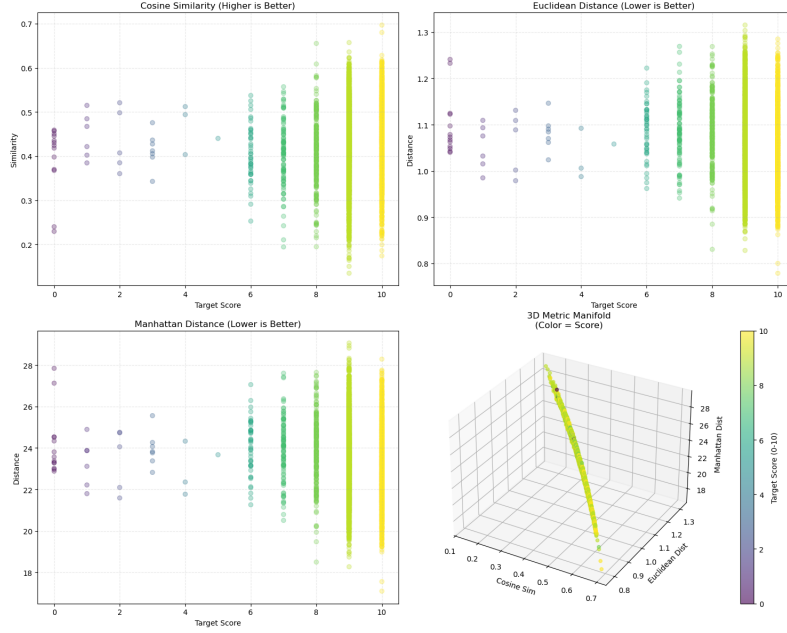 Cosine Similarity (Higher is Better)
0.7
0.6
0.5
0.4
0.3
0.2
Similarity
0 2 4 6 8 10
Target Score
Euclidean Distance (Lower is Better)
1.3
1.2
1.1
1.0
0.9
0.8
Distance
0 2 4 6 8 10
Target Score
Manhattan Distance (Lower is Better)
28
26
24
22
20
18
Distance
0 2 4 6 8 10
Target Score
3D Metric Manifold
(Color = Score)
28
26
24
22
20
18
Manhattan Dist
0.1 0.2 0.3 0.4 0.5 0.6 0.7
Cosine Sim
0.8 0.9 1.0 1.1 1.2 1.3
Euclidean Dist
10
8
6
4
2
0
Target Score (0-10)